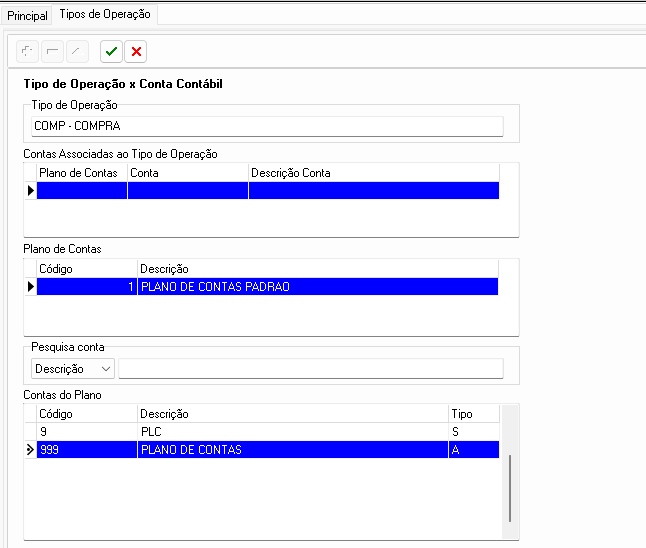 Principal Tipos de Operação
Tipo de Operação x Conta Contábil
Tipo de Operação
COMP - COMPRA
Contas Associadas ao Tipo de Operação
Plano de Contas Conta Descrição Conta
Plano de Contas
Código Descrição
1 PLANO DE CONTAS PADRAO
Pesquisa conta
Descrição
Contas do Plano
Código Descrição Tipo
9 PLC S
999 PLANO DE CONTAS A